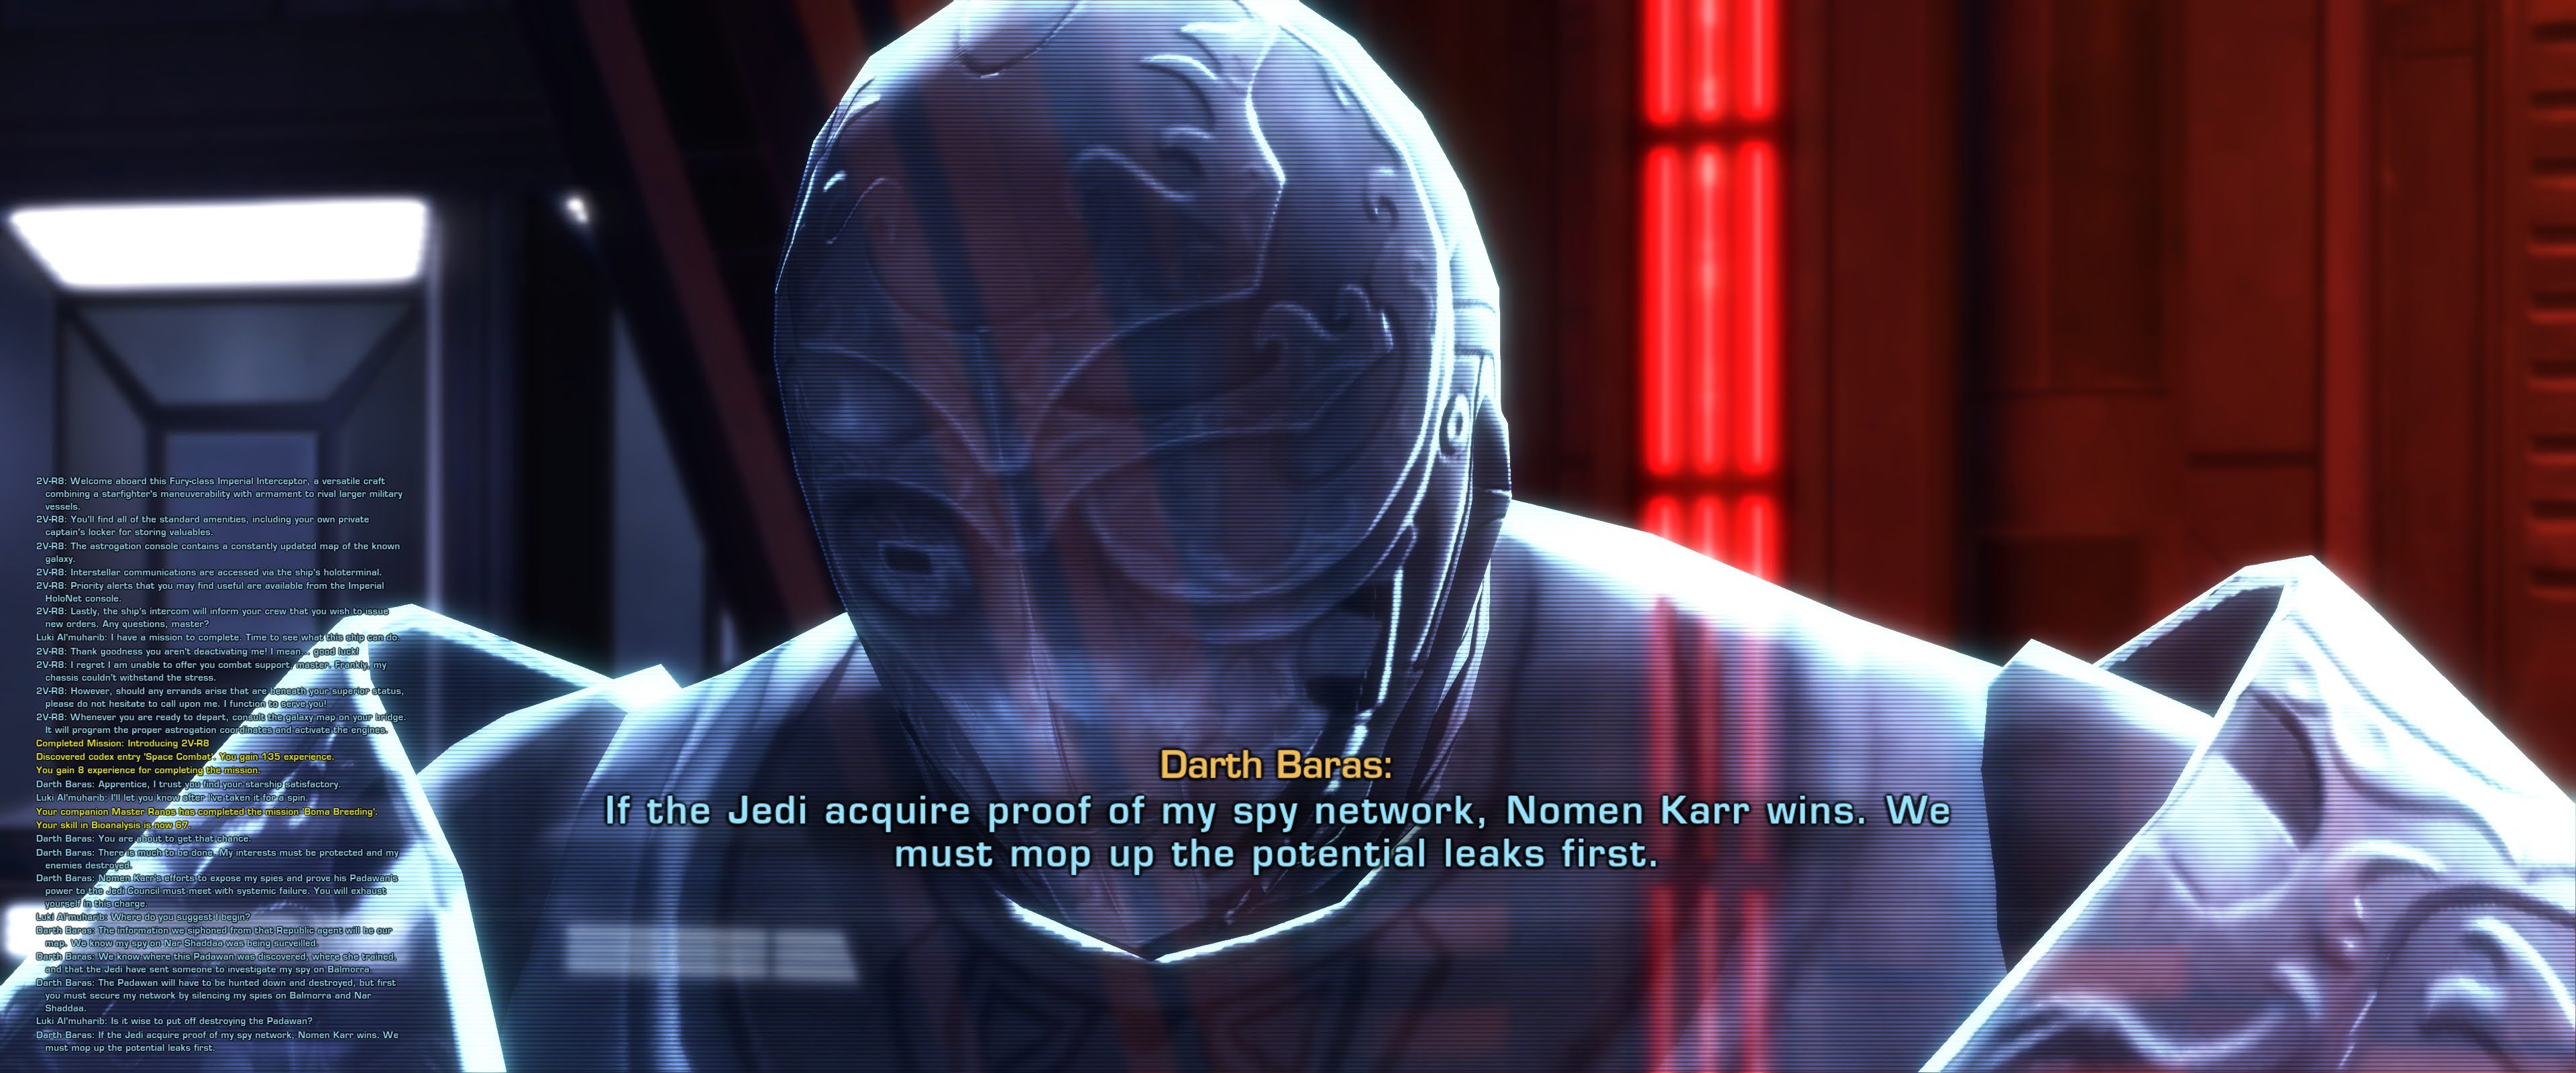 2V-R8: Welcome aboard this Fury-class Imperial Interceptor, a versatile craft
combining a starfighter's maneuverability with armament to rival larger military
vessels.
2V-R8: You'll find all of the standard amenities, including your own private
captain's locker for storing valuables.
2V-R8: The astrogation console contains a constantly updated map of the known
galaxy.
2V-R8: Interstellar communications are accessed via the ship's holoterminal.
2V-R8: Priority alerts that you may find useful are available from the Imperial
HoloNet console.
2V-R8: Lastly, the ship's intercom will inform your crew that you wish to issue
new orders. Any questions, master?
Luki Al'muharib: I have a mission to complete. Time to see what this ship can do.
2V-R8: Thank goodness you aren't deactivating me! I mean... good luck!
2V-R8: I regret I am unable to offer you combat support, master. Frankly, my
chassis couldn't withstand the stress.
2V-R8: However, should any errands arise that are beneath your superior status,
please do not hesitate to call upon me. I function to serve you!
2V-R8: Whenever you are ready to depart, consult the galaxy map on your bridge.
It will program the proper astrogation coordinates and activate the engines.
Completed Mission: Introducing 2V-R8
Discovered codex entry 'Space Combat'. You gain 135 experience.
You gain 8 experience for completing the mission.
Darth Baras: Apprentice, I trust you find your starship satisfactory.
Luki Al'muharib: I'll let you know after I've taken it for a spin.
Your companion Master Ranos has completed the mission 'Boma Breeding'.
Your skill in Bioanalysis is now 67.
Darth Baras: You are about to get that chance.
Darth Baras: There is much to be done. My interests must be protected and my
enemies destroyed.
Darth Baras: Nomen Karr's efforts to expose my spies and prove his Padawan's
power to the Jedi Council must meet with systemic failure. You will exhaust
yourself in this charge.
Luki Al'muharib: Where do you suggest I begin?
Darth Baras: The information we siphoned from that Republic agent will be our
map. We know my spy on Nar Shaddaa was being surveilled.
Darth Baras: We know where this Padawan was discovered, where she trained,
and that the Jedi have sent someone to investigate my spy on Balmorra.
Darth Baras: The Padawan will have to be hunted down and destroyed, but first
you must secure my network by silencing my spies on Balmorra and Nar
Shaddaa.
Luki Al'muharib: Is it wise to put off destroying the Padawan?
Darth Baras: If the Jedi acquire proof of my spy network, Nomen Karr wins. We
must mop up the potential leaks first.
Darth Baras:
If the Jedi acquire proof of my spy network, Nomen Karr wins. We
must mop up the potential leaks first.